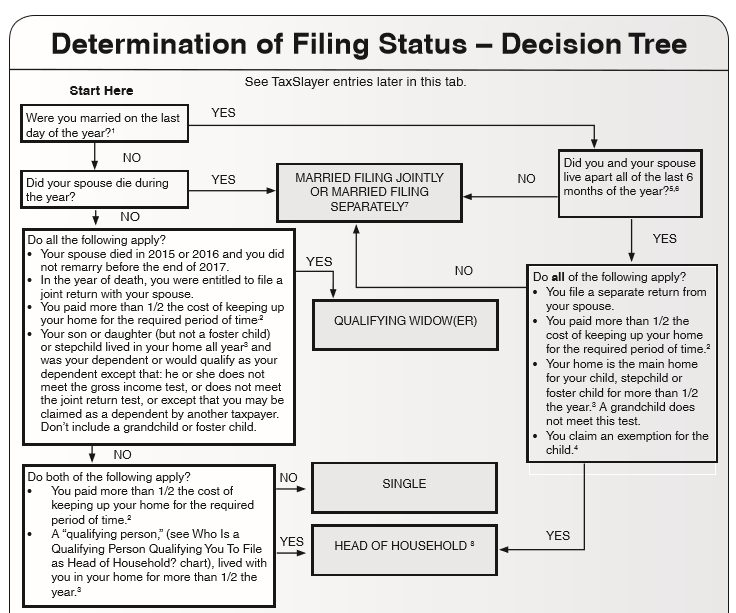 Determination of Filing Status – Decision Tree
See TaxSlayer entries later in this tab.
Start Here
Were you married on the last
day of the year?¹
YES
NO
Did your spouse die during
the year?
YES
NO
MARRIED FILING JOINTLY
OR MARRIED FILING
SEPARATELY⁷
NO
Did you and your spouse
live apart all of the last 6
months of the year?⁵,⁶
YES
Do all the following apply?
• Your spouse died in 2015 or 2016 and you did
not remarry before the end of 2017.
• In the year of death, you were entitled to file a
joint return with your spouse.
• You paid more than 1/2 the cost of keeping up
your home for the required period of time.²
• Your son or daughter (but not a foster child)
or stepchild lived in your home all year³ and
was your dependent or would qualify as your
dependent except that: he or she does not
meet the gross income test, or does not meet
the joint return test, or except that you may be
claimed as a dependent by another taxpayer.
Don't include a grandchild or foster child.
YES
NO
QUALIFYING WIDOW(ER)
NO
Do all of the following apply?
• You file a separate return from
your spouse.
• You paid more than 1/2 the
cost of keeping up your home
for the required period of time.²
• Your home is the main home
for your child, stepchild or
foster child for more than 1/2
the year.³ A grandchild does
not meet this test.
• You claim an exemption for the
child.⁴
YES
Do both of the following apply?
• You paid more than 1/2 the cost of
keeping up your home for the required
period of time.²
• A “qualifying person,” (see Who Is a
Qualifying Person Qualifying You To File
as Head of Household? chart), lived with
you in your home for more than 1/2 the
year.³
NO
SINGLE
YES
HEAD OF HOUSEHOLD ⁸